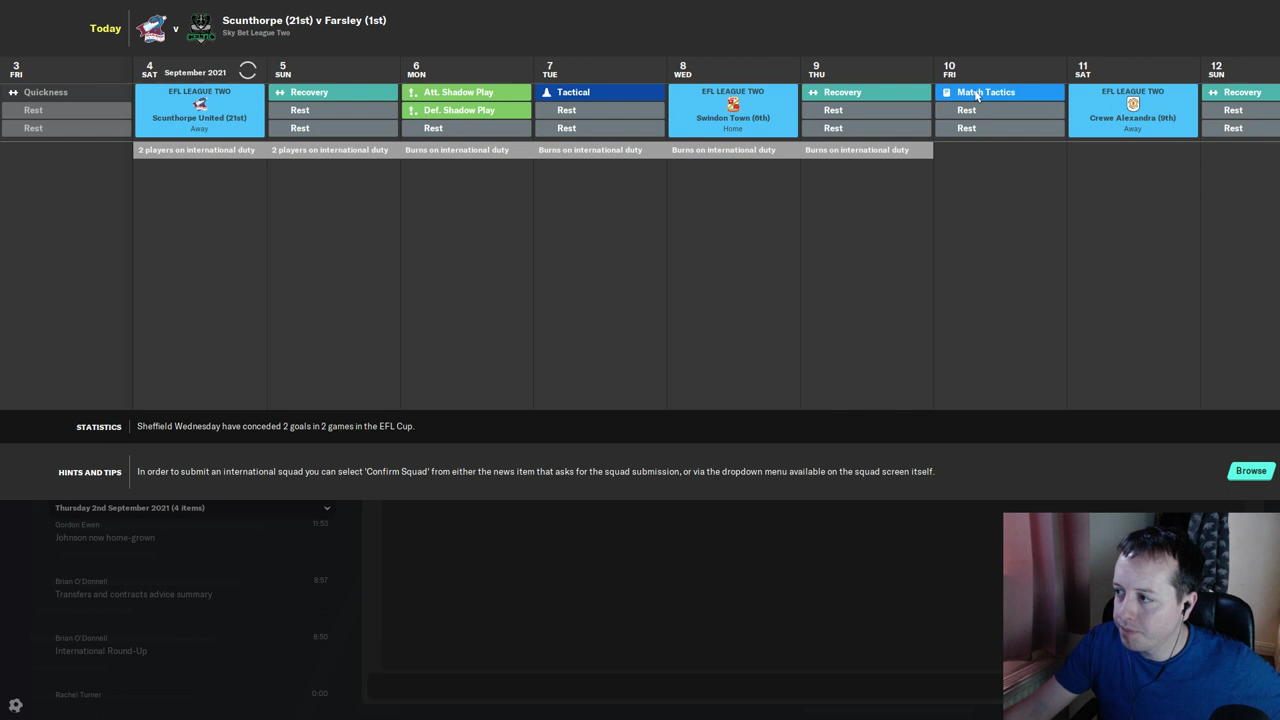 Today
v
Scunthorpe (21st) v Farsley (1st)
CELTIC
Sky Bet League Two
3
FRI
4
SAT
September 2021
5
SUN
6
MON
7
TUE
8
WED
9
THU
10
FRI
11
SAT
12
SUN
Quickness
Rest
Rest
EFL LEAGUE TWO
Scunthorpe United (21st)
Away
Recovery
Rest
Rest
Att. Shadow Play
Def. Shadow Play
Rest
Tactical
Rest
Rest
EFL LEAGUE TWO
Swindon Town (6th)
Home
Recovery
Rest
Rest
Match Tactics
Rest
Rest
EFL LEAGUE TWO
Crewe Alexandra (9th)
Away
Recovery
Rest
Rest
2 players on international duty
2 players on international duty
Burns on international duty
Burns on international duty
Burns on international duty
Burns on international duty
STATISTICS
Sheffield Wednesday have conceded 2 goals in 2 games in the EFL Cup.
HINTS AND TIPS
In order to submit an international squad you can select 'Confirm Squad' from either the news item that asks for the squad submission, or via the dropdown menu available on the squad screen itself.
Browse
Thursday 2nd September 2021 (4 items)
Gordon Ewen
11:53
Johnson now home-grown
Brian O'Donnell
8:57
Transfers and contracts advice summary
Brian O'Donnell
8:50
International Round-Up
Rachel Turner
0:00